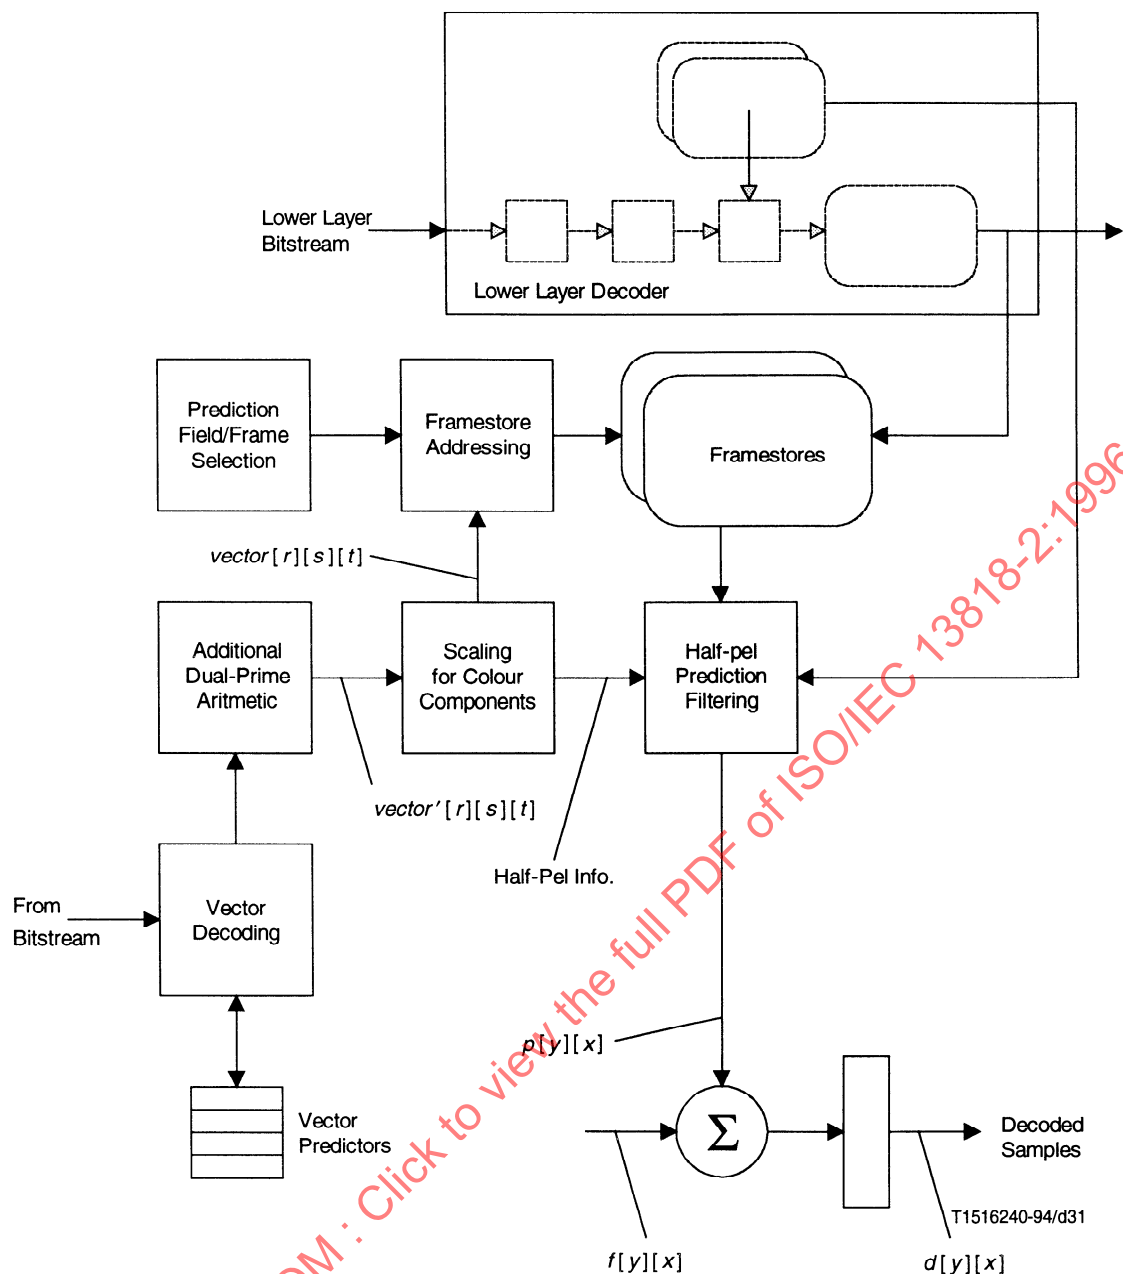 Lower Layer
Bitstream
Lower Layer Decoder
Prediction
Field/Frame
Selection
Framestore
Addressing
Framestores
vector[r][s][t]
Additional
Dual-Prime
Aritmetic
Scaling
for Colour
Components
Half-pel
Prediction
Filtering
vector'[r][s][t]
Half-Pel Info.
From
Bitstream
Vector
Decoding
p[y][x]
Vector
Predictors
Σ
Decoded
Samples
T1516240-94/d31
f[y][x]
d[y][x]
OM : Click to view the full PDF of ISO/IEC 13818-2:1996